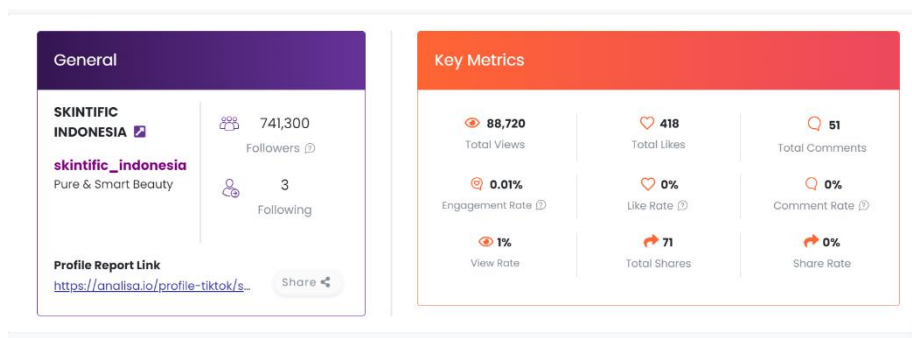 General
SKINTIFIC
INDONESIA
skintific_indonesia
Pure & Smart Beauty
741,300
Followers
3
Following
Profile Report Link
https://analisa.io/profile-tiktok/s...
Share
Key Metrics
88,720
Total Views
418
Total Likes
51
Total Comments
0.01%
Engagement Rate
0%
Like Rate
0%
Comment Rate
1%
View Rate
71
Total Shares
0%
Share Rate